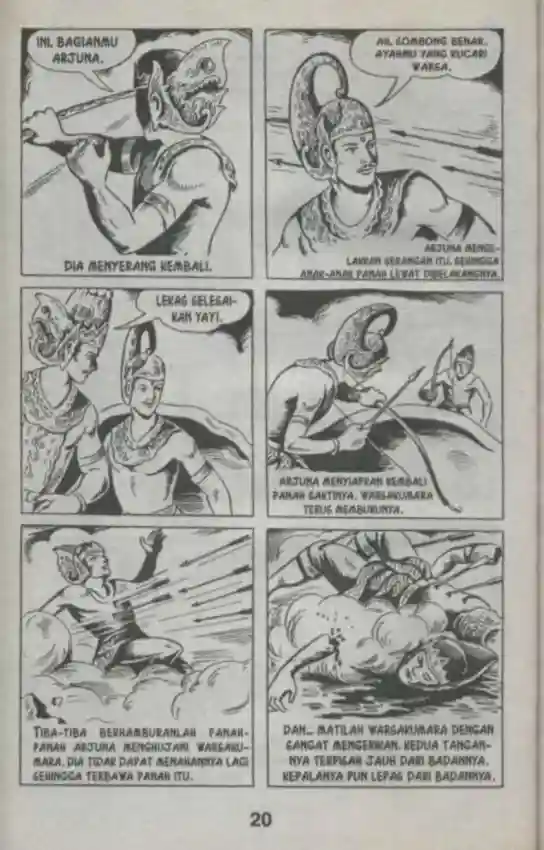 INI, BAGIANMU
ARJUNA.
DIA MENYERANG KEMBALI.
AH, SOMBONG BENAR.
AYAHMU YANG KUCARI
WARSA.
ARJUNA MENGE-
LAKKAN SERANGAN ITU, SEHINGGA
ANAK-ANAK PANAH LEWAT DIBELAKANGNYA.
LEKAS SELESAI-
KAN YAYI.
ARJUNA MENYIAPKAN KEMBALI
PANAH SAKTINYA. WARSAKUMARA
TERUS MEMBURUNYA.
TIBA-TIBA BERHAMBURANLAH PANAH-
PANAH ARJUNA MENGHUJANI WARSAKU-
MARA. DIA TIDAK DAPAT MENAHANNYA LAGI
SEHINGGA TERBAWA PANAH ITU.
DAN... MATILAH WARSAKUMARA DENGAN
SANGAT MENGERIKAN. KEDUA TANGAN-
NYA TERPISAH JAUH DARI BADANNYA.
KEPALANYA PUN LEPAS DARI BADANNYA.
20